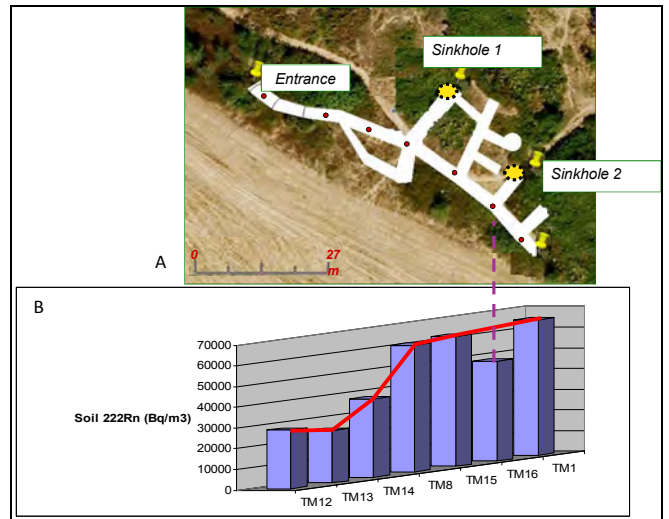 Sinkhole 1
Entrance
Sinkhole 2
0 27
m
A
B
70000
60000
50000
40000
30000
20000
10000
0
Soil 222Rn (Bq/m3)
TM12
TM13
TM14
TM8
TM15
TM16
TM1